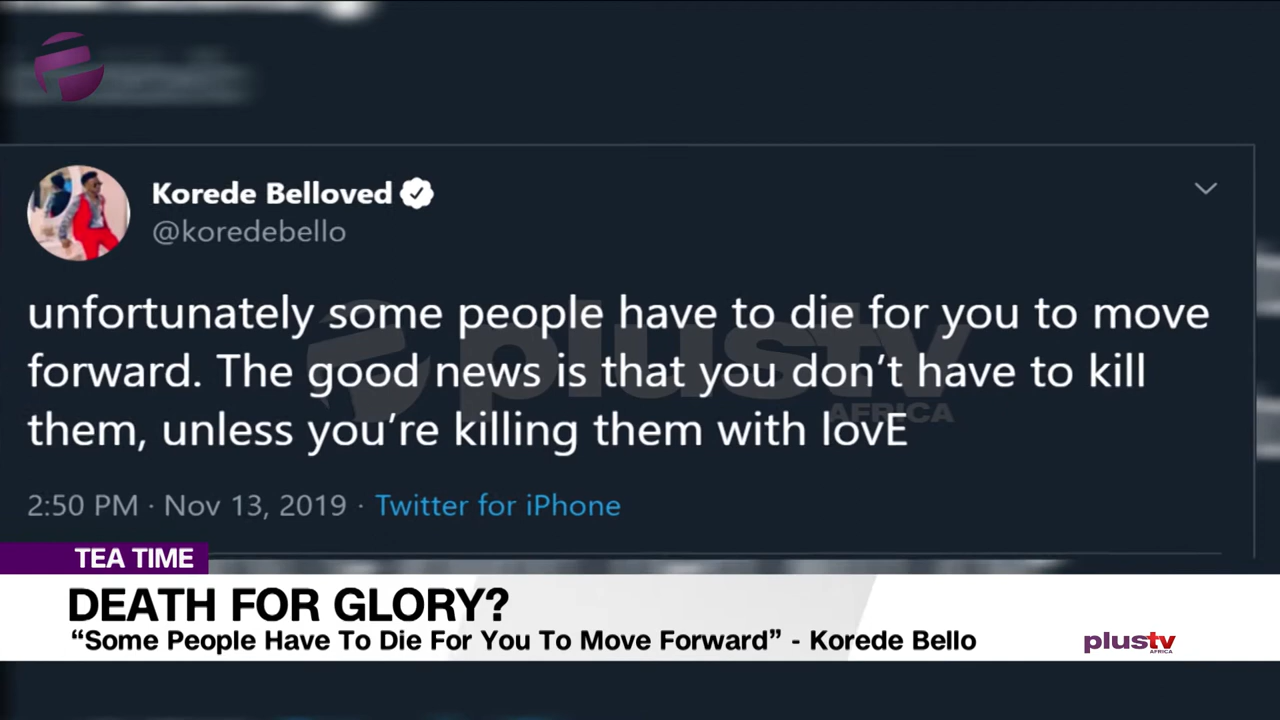 Korede Belloved
@koredebello
unfortunately some people have to die for you to move
forward. The good news is that you don’t have to kill
them, unless you’re killing them with lovE
plustv
AFRICA
2:50 PM · Nov 13, 2019 · Twitter for iPhone
TEA TIME
DEATH FOR GLORY?
“Some People Have To Die For You To Move Forward” - Korede Bello
plustv
AFRICA